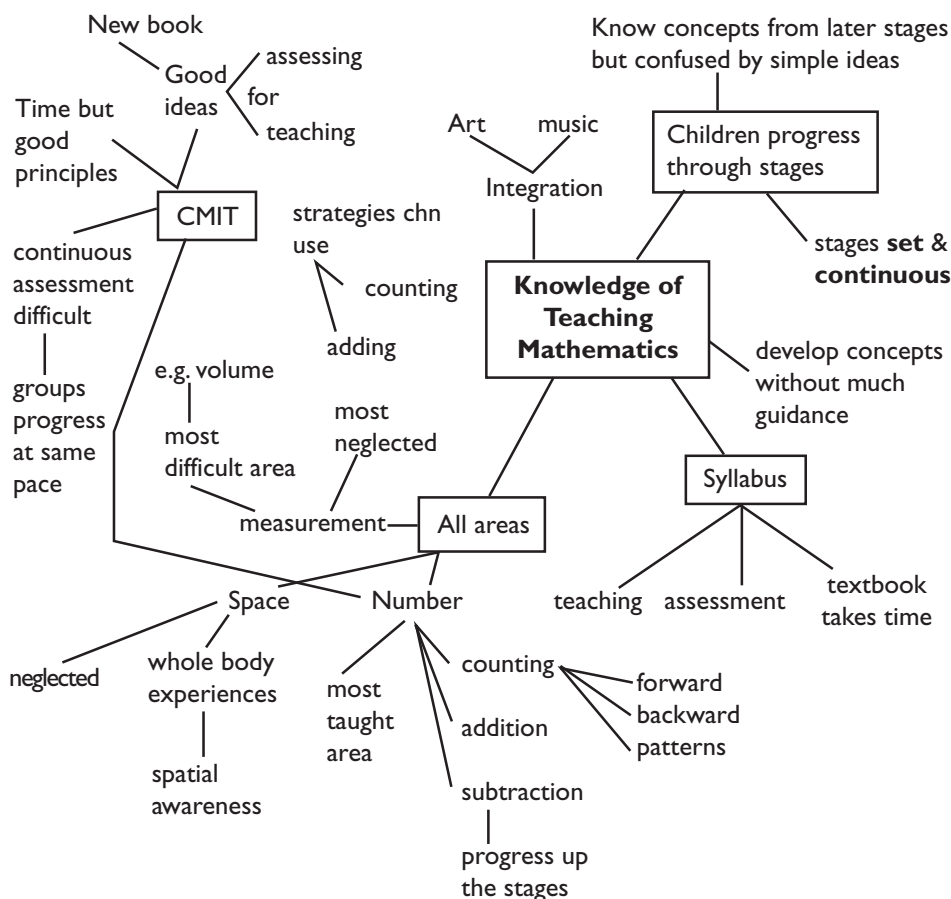 New book
Good
ideas
assessing
for
teaching
Time but
good
principles
CMIT
continuous
assessment
difficult
groups
progress
at same
pace
strategies chn
use
counting
adding
Art
music
Integration
Know concepts from later stages
but confused by simple ideas
Children progress
through stages
stages set &
continuous
Knowledge of
Teaching
Mathematics
develop concepts
without much
guidance
e.g. volume
most
difficult area
most
neglected
measurement
All areas
Syllabus
teaching
assessment
textbook
takes time
Space
Number
neglected
whole body
experiences
spatial
awareness
most
taught
area
counting
forward
backward
patterns
addition
subtraction
progress up
the stages